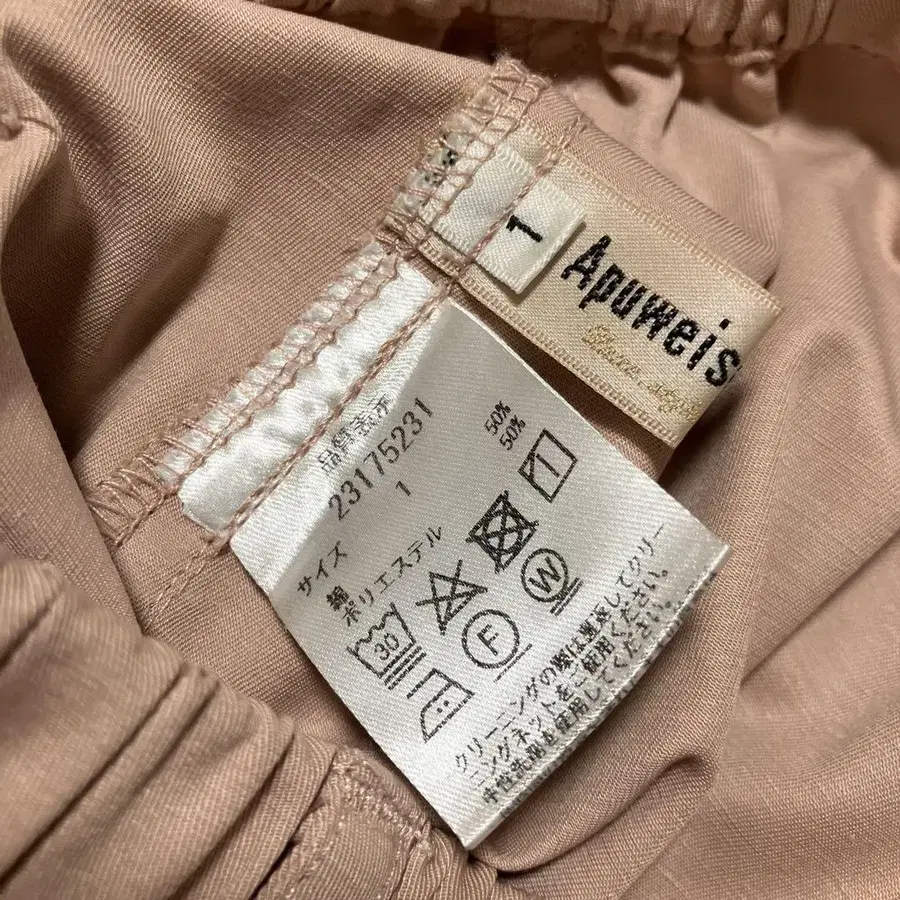 1
Apuweis
品質表示
23175231
サイズ 1
綿 50%
ポリエステル 50%
30
F
W
クリーニングの際は裏返してクリー
ニングネットをご使用ください。
中性洗剤を使用してください。